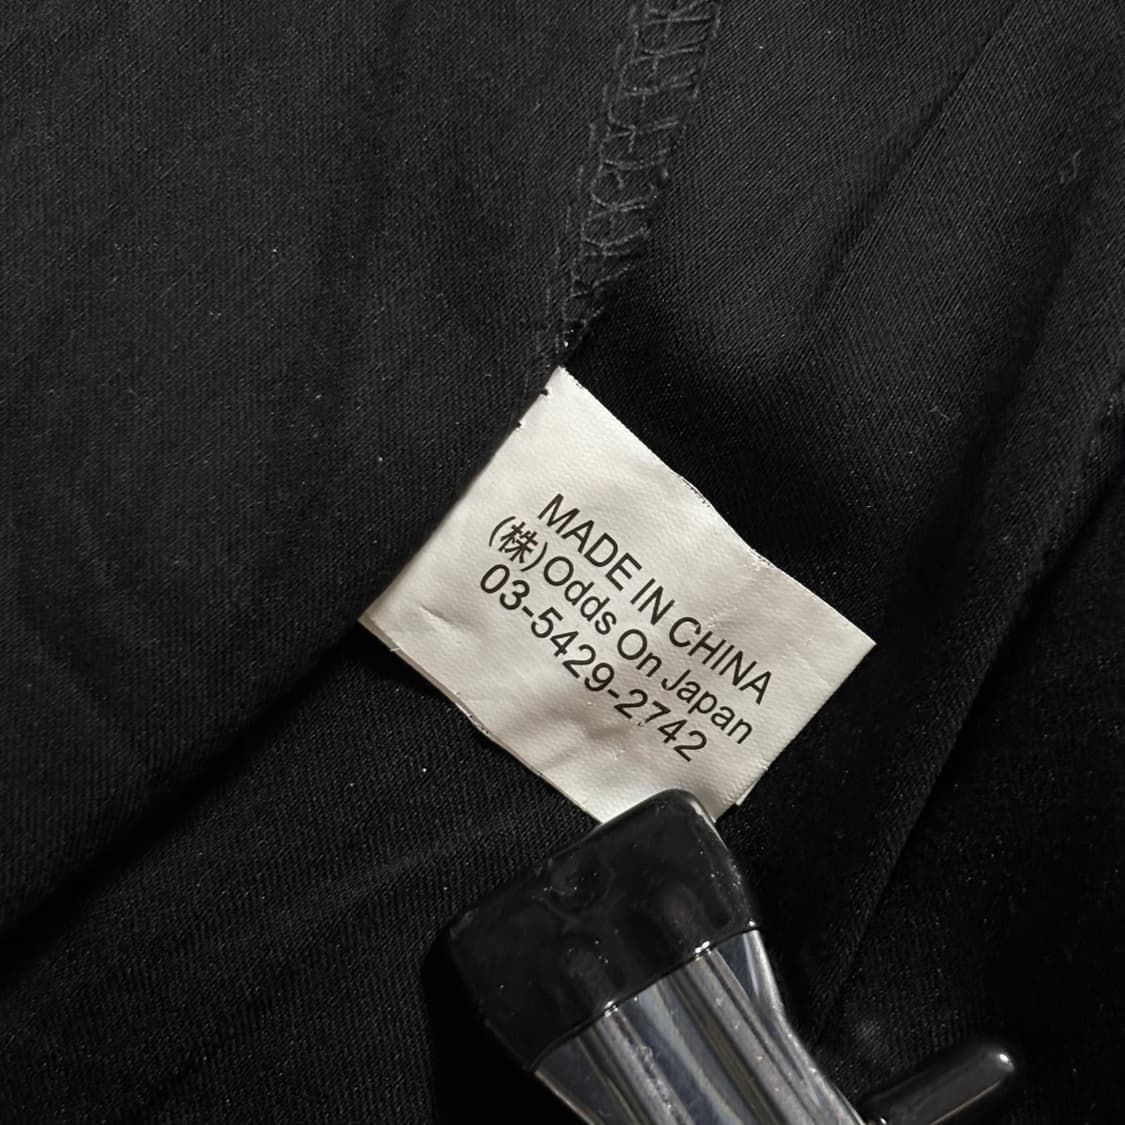 MADE IN CHINA
(株)Odds On Japan
03-5429-2742